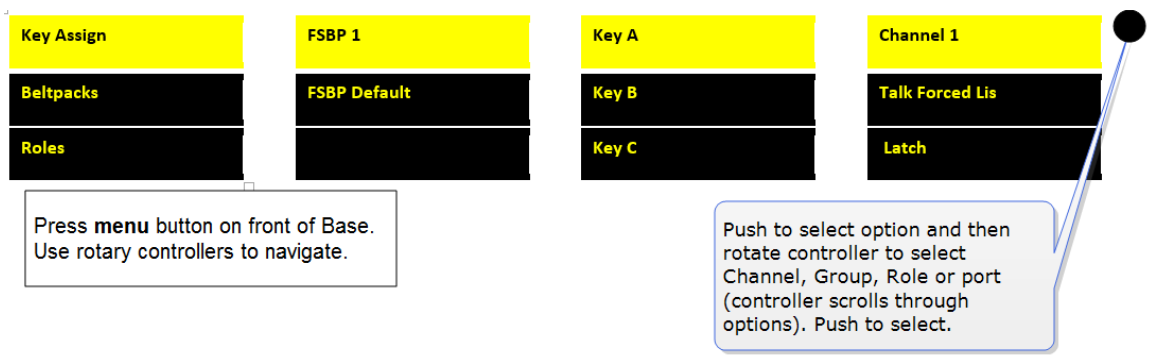 Key Assign FSBP 1 Key A Channel 1
Beltpacks FSBP Default Key B Talk Forced Lis
Roles Key C Latch
Press menu button on front of Base.
Use rotary controllers to navigate.
Push to select option and then
rotate controller to select
Channel, Group, Role or port
(controller scrolls through
options). Push to select.